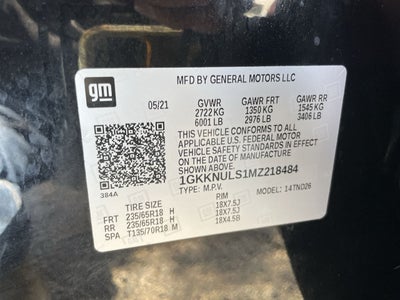 gm
MFD BY GENERAL MOTORS LLC
05/21 GVWR GAWR FRT GAWR RR
2722 KG 1350 KG 1545 KG
6001 LB 2976 LB 3406 LB
THIS VEHICLE CONFORMS TO ALL
APPLICABLE U.S. FEDERAL MOTOR
VEHICLE SAFETY STANDARDS IN EFFECT
ON THE DATE OF MANUFACTURE SHOWN ABOVE.
1GKKNULS1MZ218484
384A
TYPE: M.P.V. MODEL: 14TND26
TIRE SIZE RIM
FRT 235/65R18 H 18X7.5J
RR 235/65R18 H 18X7.5J
SPA T135/70R18 M 18X4.5B